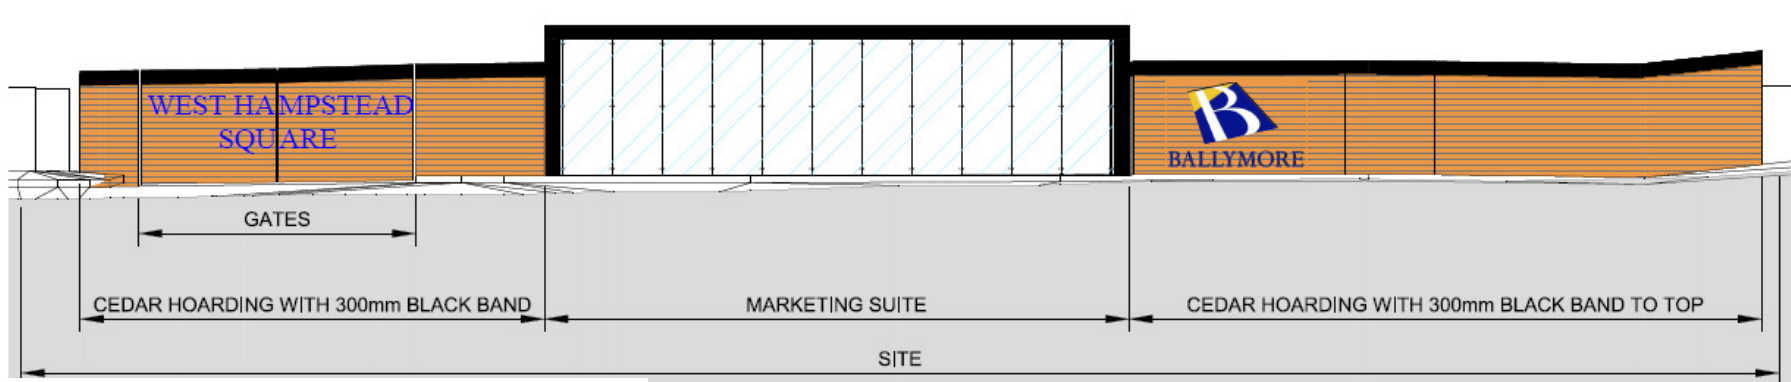 WEST HAMPSTEAD
SQUARE
B
BALLYMORE
GATES
CEDAR HOARDING WITH 300mm BLACK BAND
MARKETING SUITE
CEDAR HOARDING WITH 300mm BLACK BAND TO TOP
SITE